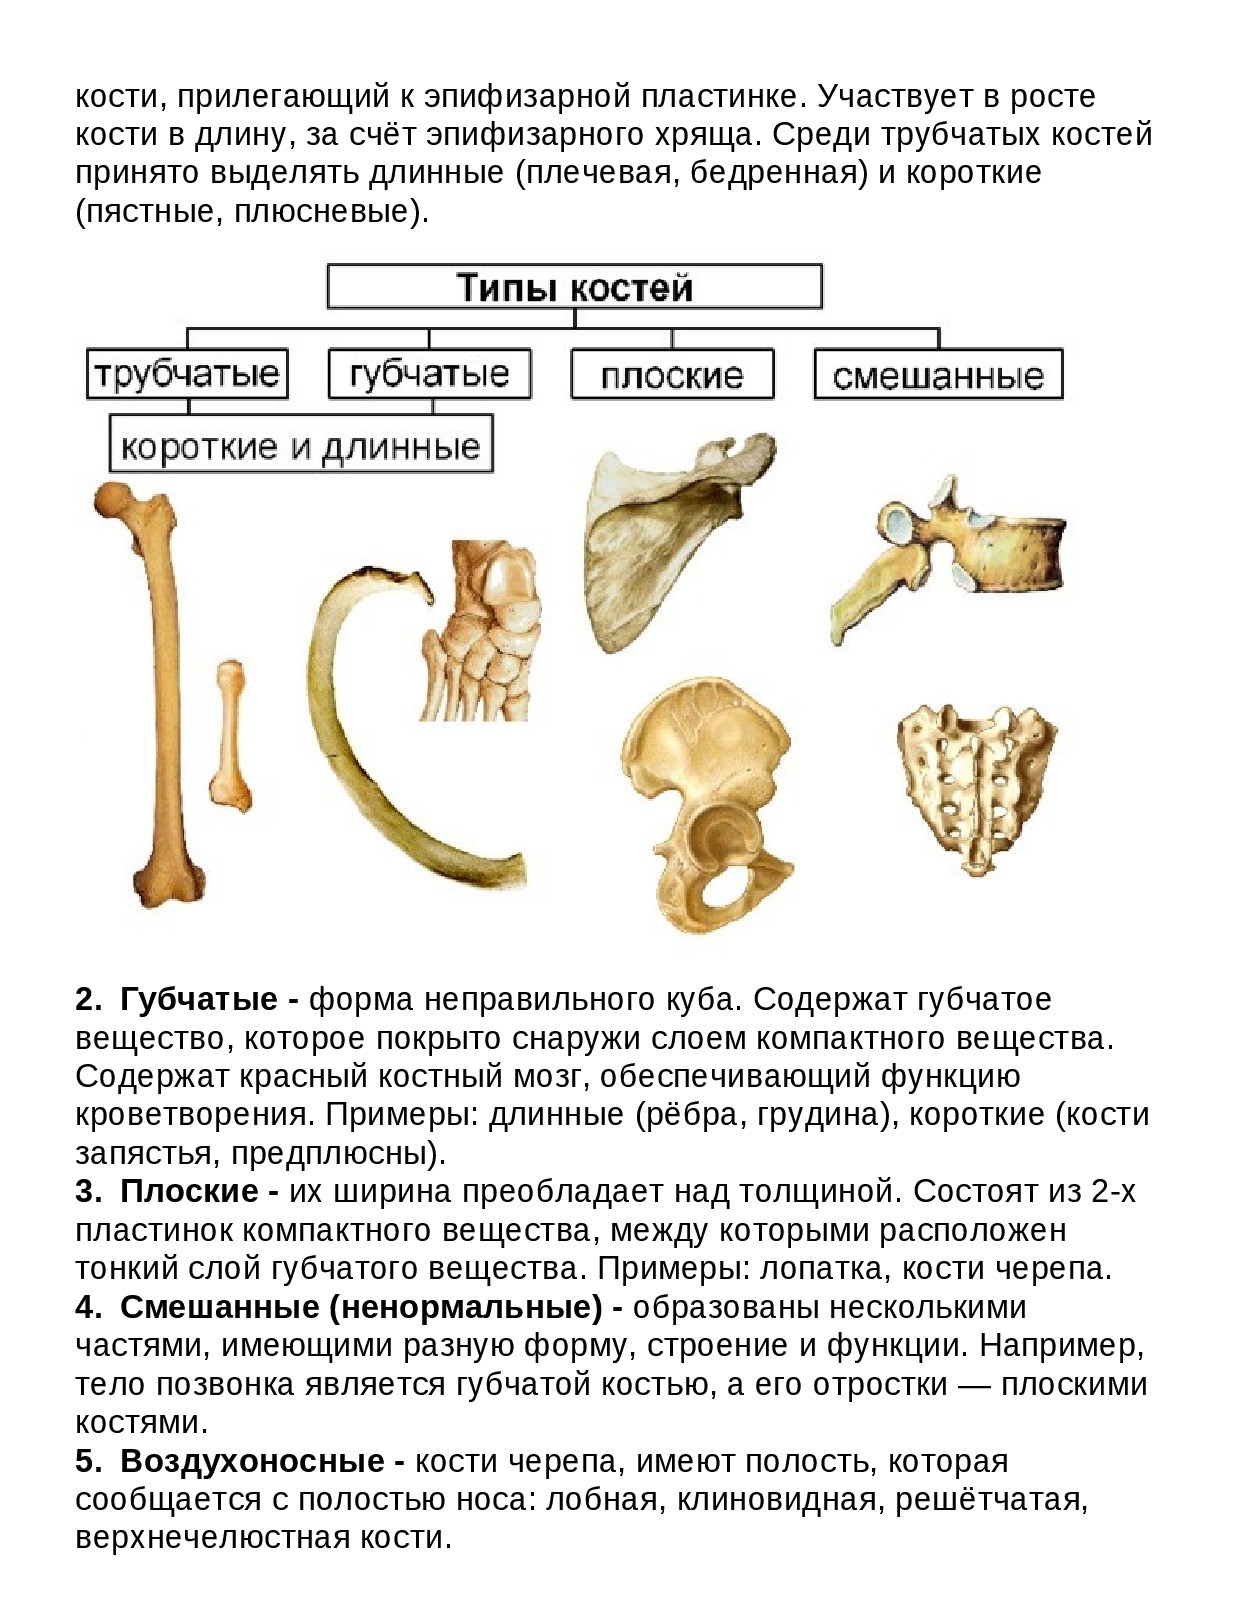 кости, прилегающий к эпифизарной пластинке. Участвует в росте
кости в длину, за счёт эпифизарного хряща. Среди трубчатых костей
принято выделять длинные (плечевая, бедренная) и короткие
(пястные, плюсневые).
Типы костей
трубчатые
губчатые
плоские
смешанные
короткие и длинные
2. Губчатые - форма неправильного куба. Содержат губчатое
вещество, которое покрыто снаружи слоем компактного вещества.
Содержат красный костный мозг, обеспечивающий функцию
кроветворения. Примеры: длинные (рёбра, грудина), короткие (кости
запястья, предплюсны).
3. Плоские - их ширина преобладает над толщиной. Состоят из 2-х
пластинок компактного вещества, между которыми расположен
тонкий слой губчатого вещества. Примеры: лопатка, кости черепа.
4. Смешанные (ненормальные) - образованы несколькими
частями, имеющими разную форму, строение и функции. Например,
тело позвонка является губчатой костью, а его отростки — плоскими
костями.
5. Воздухоносные - кости черепа, имеют полость, которая
сообщается с полостью носа: лобная, клиновидная, решётчатая,
верхнечелюстная кости.